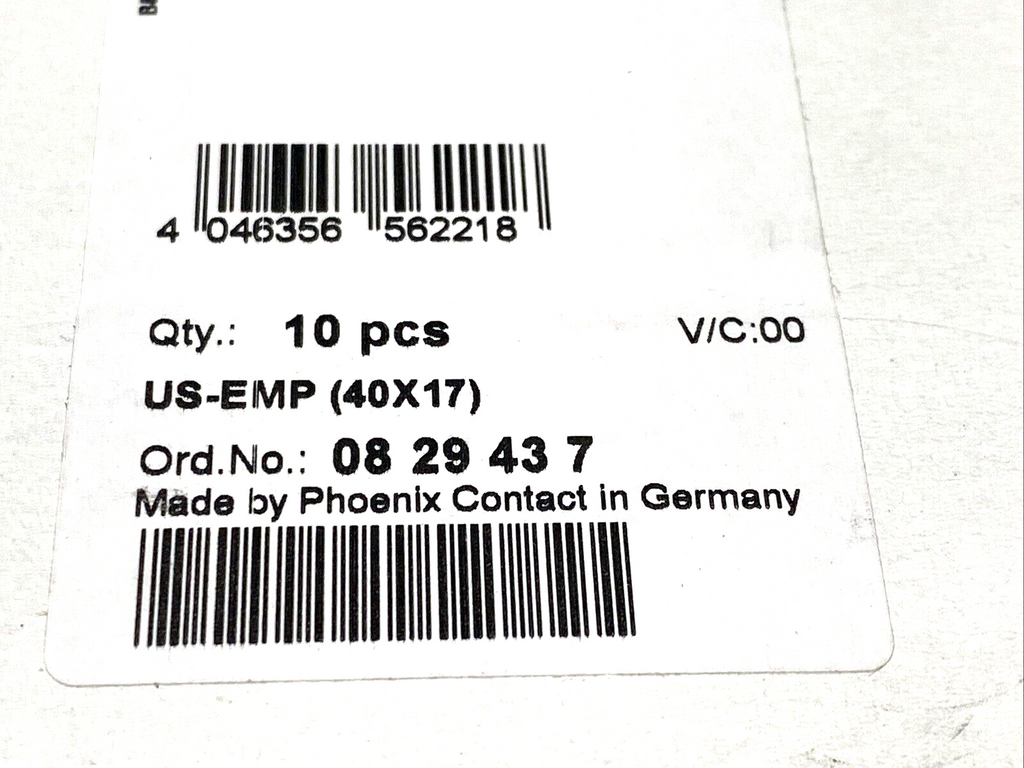 4 046356 562218
Qty.: 10 pcs V/C:00
US-EMP (40X17)
Ord.No.: 08 29 43 7
Made by Phoenix Contact in Germany